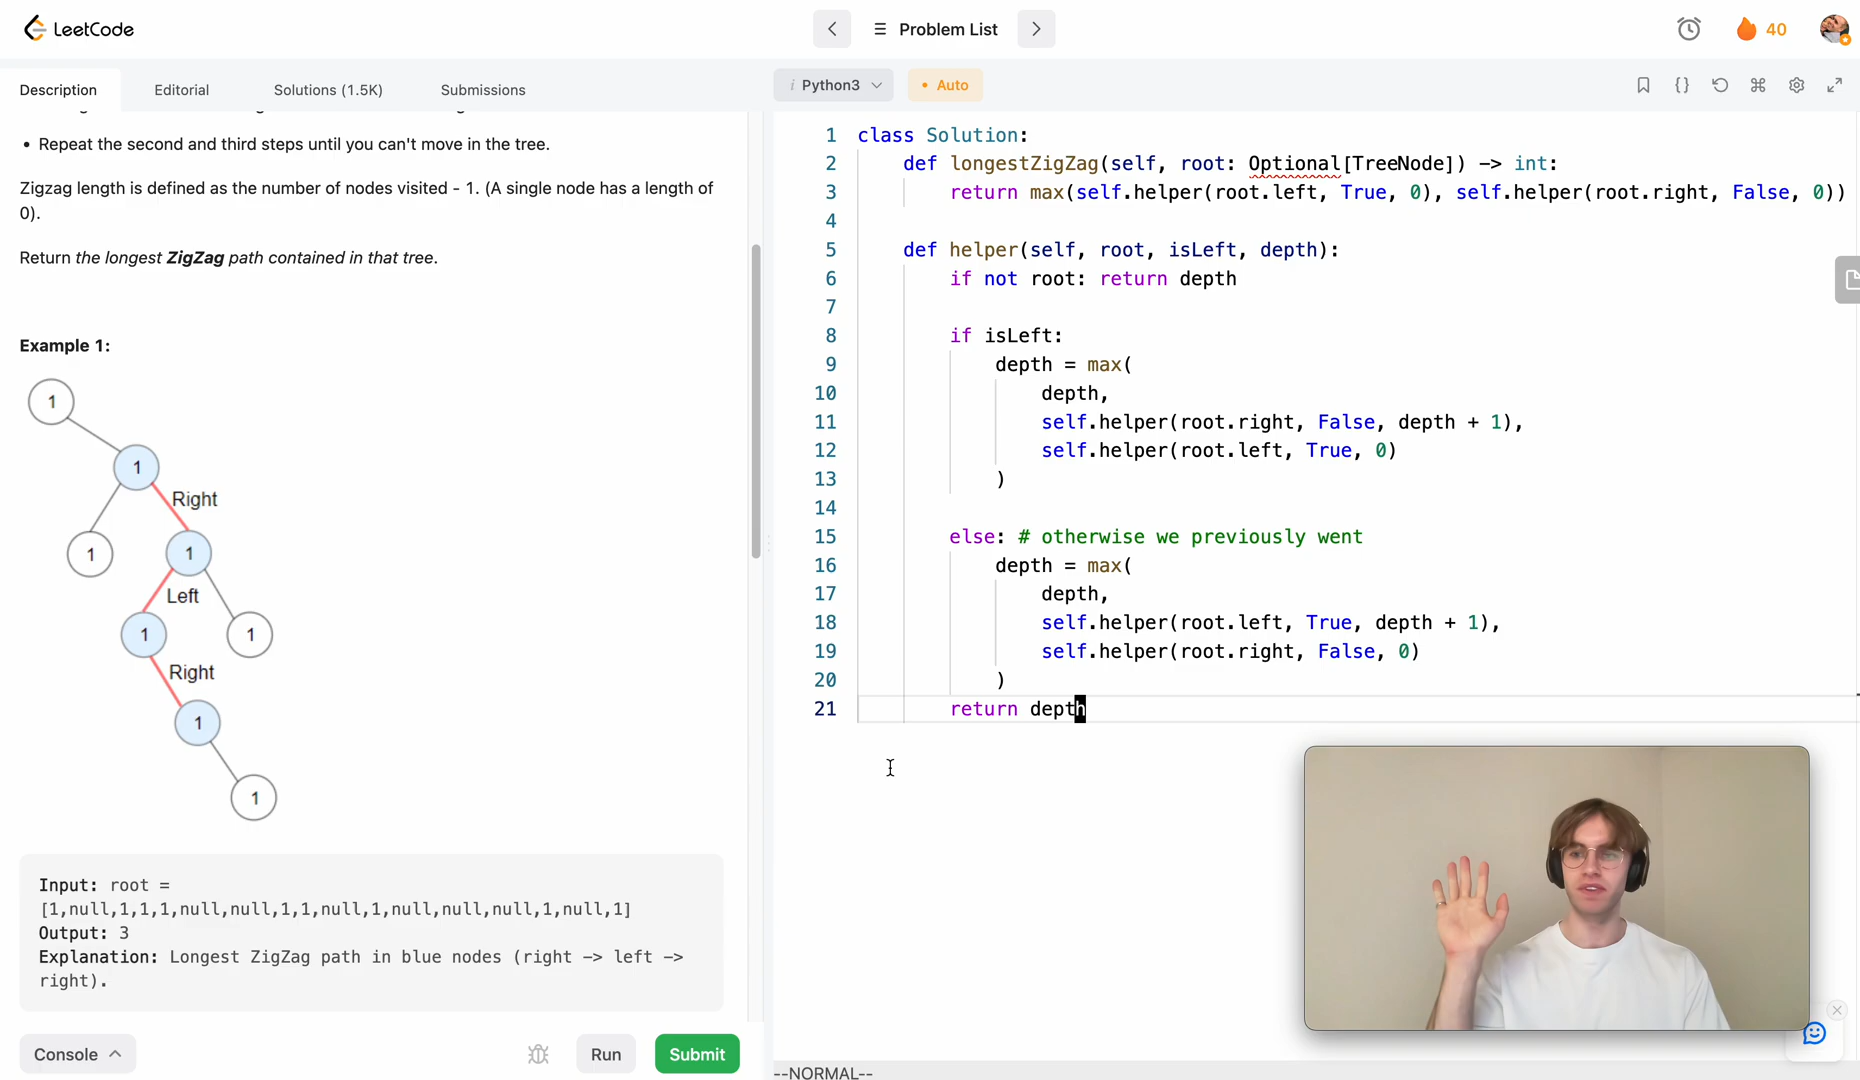 LeetCode
Problem List
40
Description
Editorial
Solutions (1.5K)
Submissions
i Python3
• Auto
• Repeat the second and third steps until you can't move in the tree.
Zigzag length is defined as the number of nodes visited - 1. (A single node has a length of
0).
Return the longest ZigZag path contained in that tree.
Example 1:
1
1
Right
1
1
Left
1
1
Right
1
1
Input: root =
[1,null,1,1,1,null,null,1,1,null,1,null,null,null,1,null,1]
Output: 3
Explanation: Longest ZigZag path in blue nodes (right -> left ->
right).
Console
Run
Submit
1 class Solution:
2 def longestZigZag(self, root: Optional[TreeNode]) -> int:
3 return max(self.helper(root.left, True, 0), self.helper(root.right, False, 0))
4
5 def helper(self, root, isLeft, depth):
6 if not root: return depth
7
8 if isLeft:
9 depth = max(
10 depth,
11 self.helper(root.right, False, depth + 1),
12 self.helper(root.left, True, 0)
13 )
14
15 else: # otherwise we previously went
16 depth = max(
17 depth,
18 self.helper(root.left, True, depth + 1),
19 self.helper(root.right, False, 0)
20 )
21 return depth
--NORMAL--